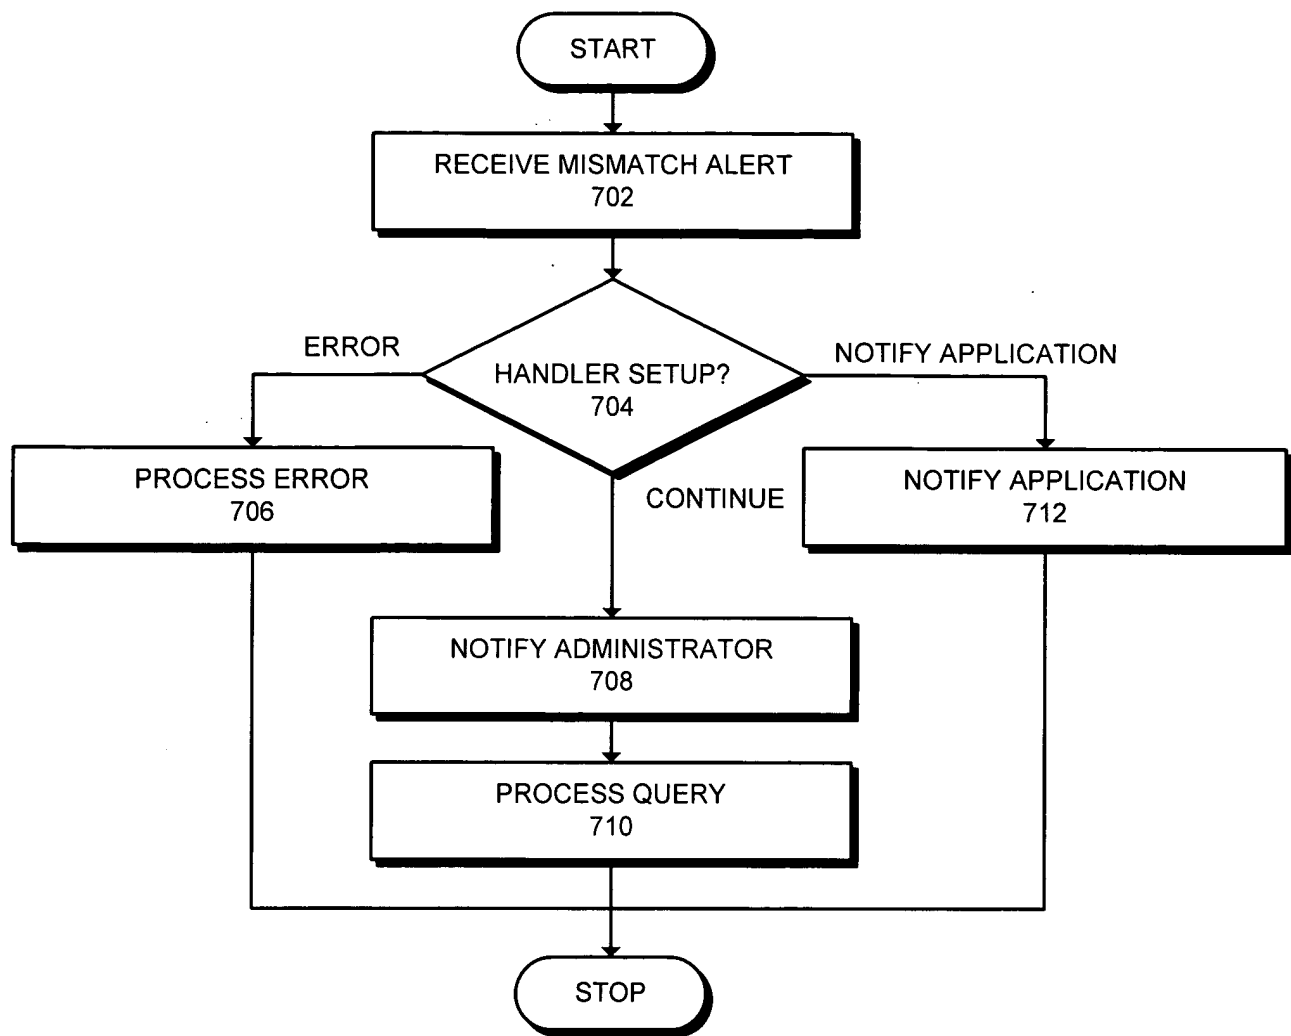 START
RECEIVE MISMATCH ALERT
702
ERROR
NOTIFY APPLICATION
HANDLER SETUP?
704
PROCESS ERROR
706
CONTINUE
NOTIFY APPLICATION
712
NOTIFY ADMINISTRATOR
708
PROCESS QUERY
710
STOP